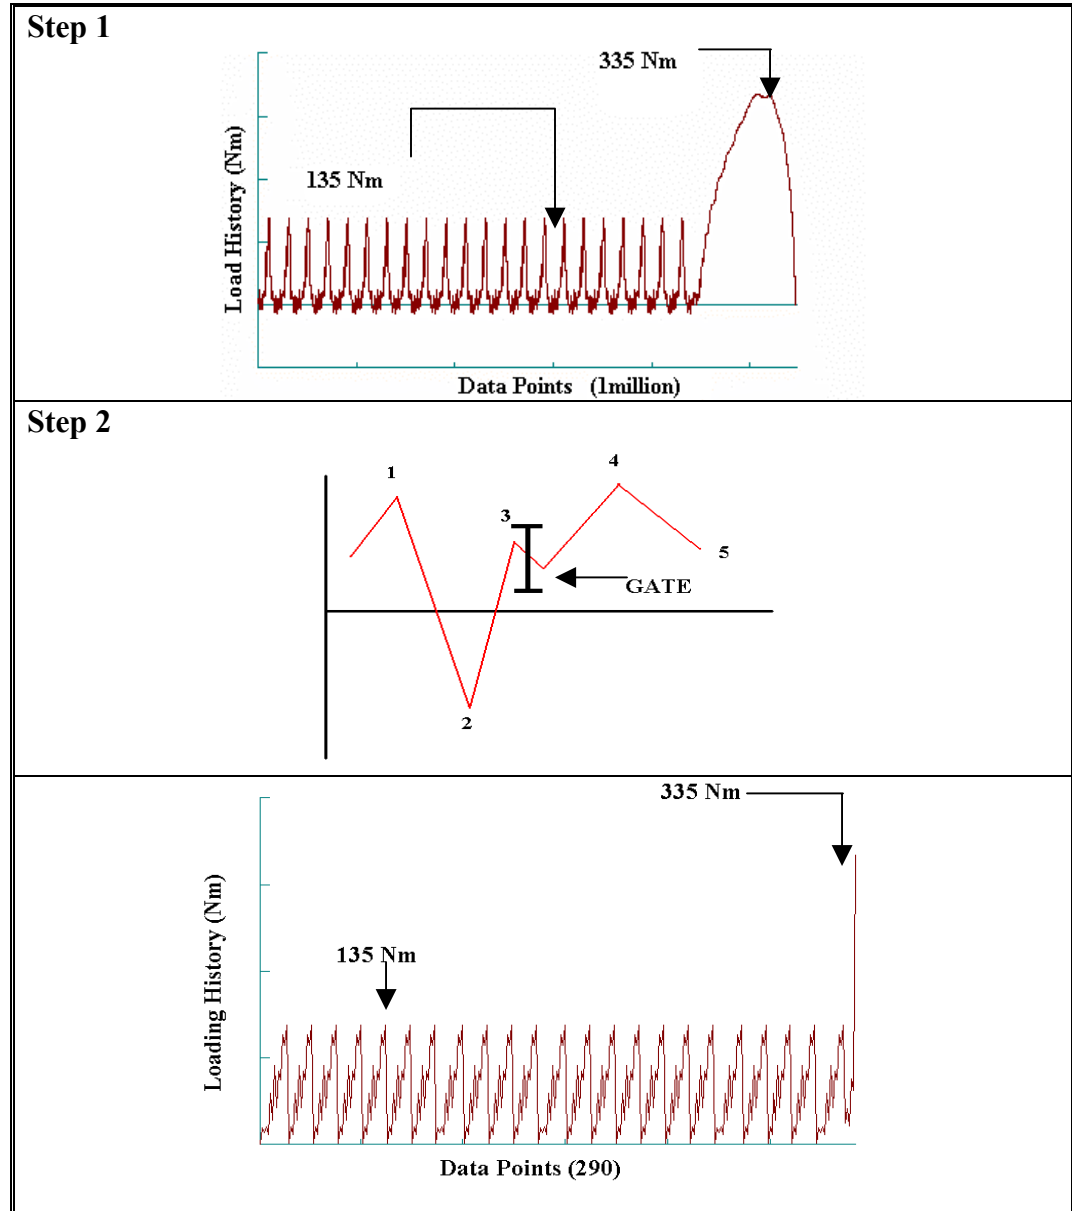 Step 1
335 Nm
135 Nm
Load History (Nm)
Data Points (1million)
Step 2
1
4
3
5
GATE
2
335 Nm
135 Nm
Loading History (Nm)
Data Points (290)